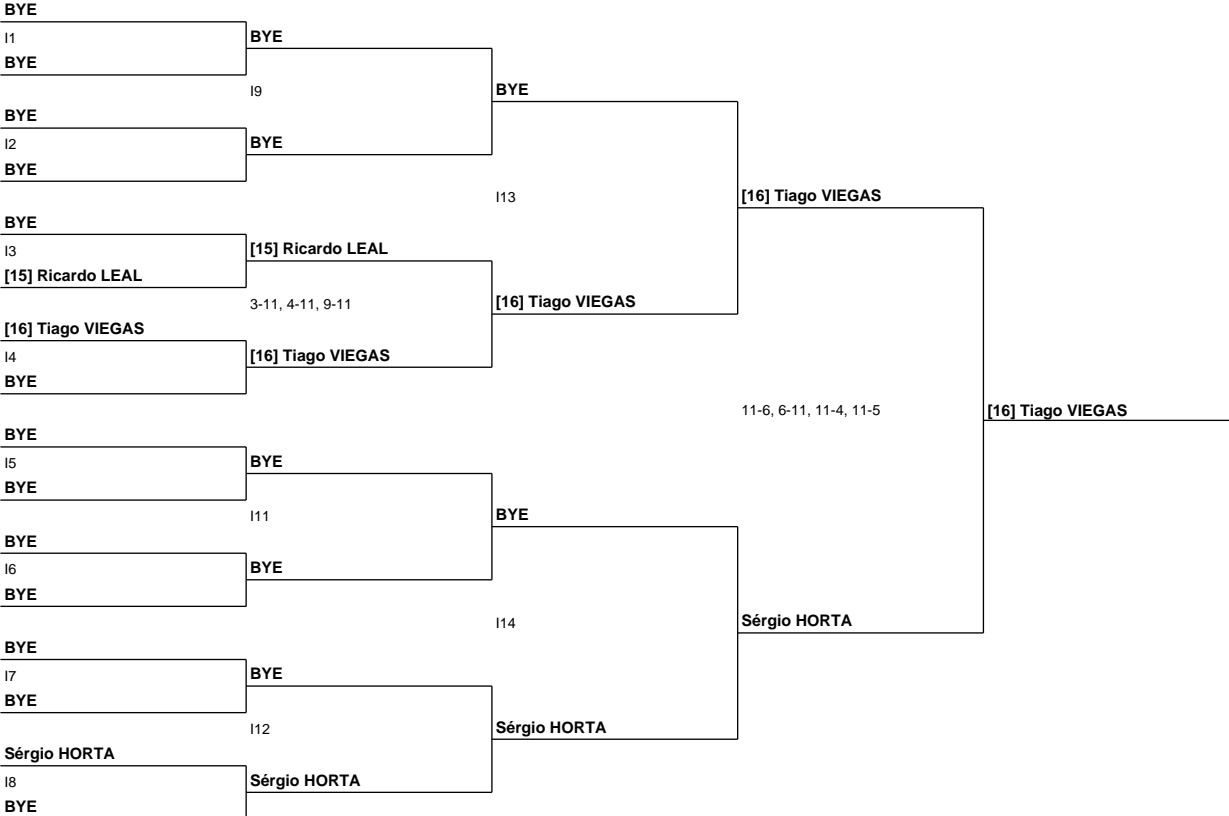 BYE
I1
BYE
BYE
I9
BYE
BYE
I2
BYE
BYE
I13
[16] Tiago VIEGAS
BYE
I3
[15] Ricardo LEAL
[15] Ricardo LEAL
3-11, 4-11, 9-11
[16] Tiago VIEGAS
[16] Tiago VIEGAS
I4
[16] Tiago VIEGAS
BYE
11-6, 6-11, 11-4, 11-5
[16] Tiago VIEGAS
BYE
I5
BYE
BYE
I11
BYE
BYE
I6
BYE
BYE
I14
Sérgio HORTA
BYE
I7
BYE
BYE
I12
Sérgio HORTA
Sérgio HORTA
I8
Sérgio HORTA
BYE